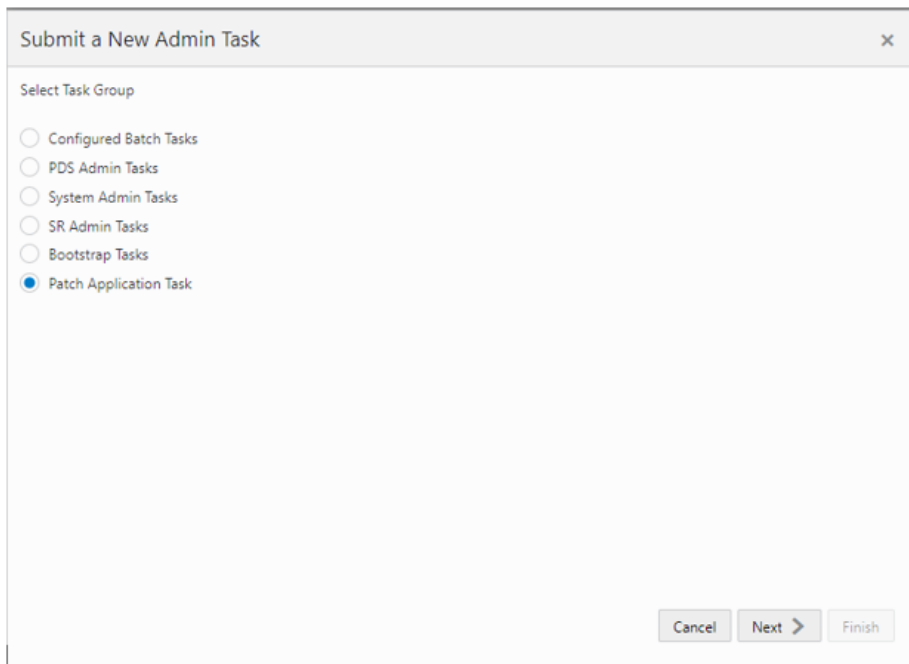 Submit a New Admin Task
Select Task Group
Configured Batch Tasks
PDS Admin Tasks
System Admin Tasks
SR Admin Tasks
Bootstrap Tasks
Patch Application Task
Cancel Next Finish